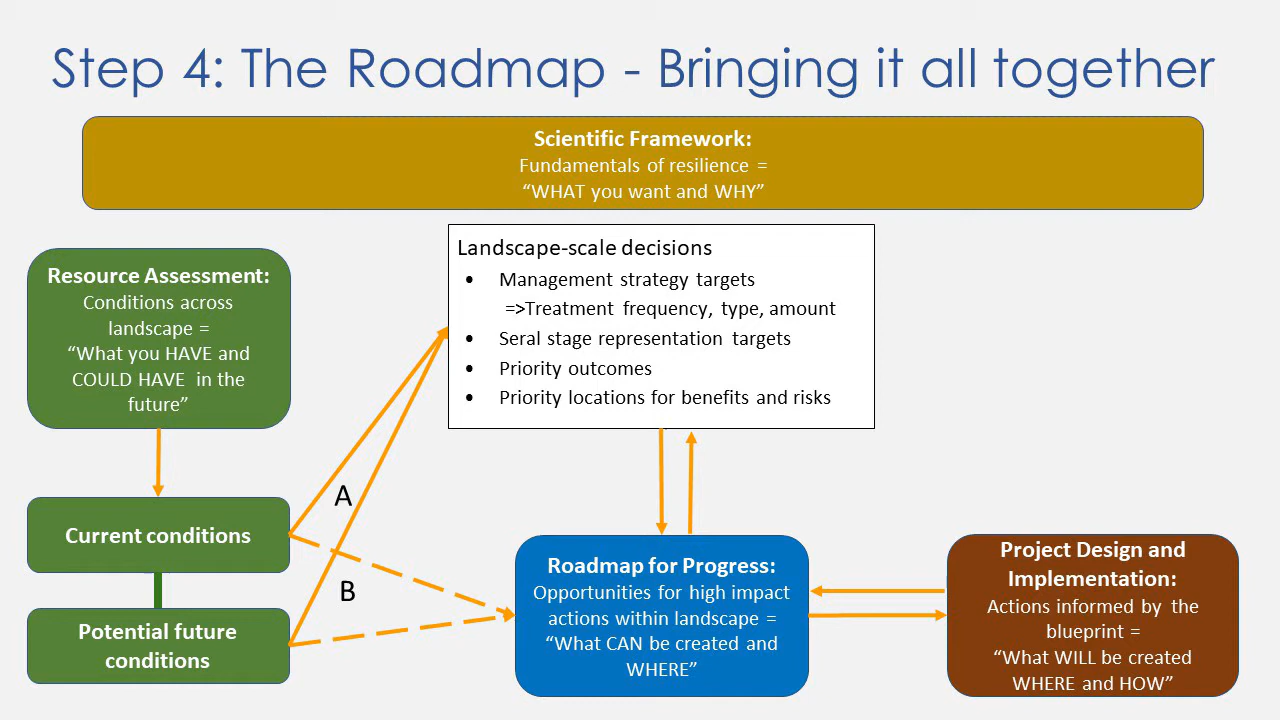 Step 4: The Roadmap - Bringing it all together
Scientific Framework:
Fundamentals of resilience =
“WHAT you want and WHY”
Resource Assessment:
Conditions across
landscape =
“What you HAVE and
COULD HAVE in the
future”
Landscape-scale decisions
• Management strategy targets
=>Treatment frequency, type, amount
• Seral stage representation targets
• Priority outcomes
• Priority locations for benefits and risks
A
Current conditions
B
Potential future
conditions
Roadmap for Progress:
Opportunities for high impact
actions within landscape =
“What CAN be created and
WHERE”
Project Design and
Implementation:
Actions informed by the
blueprint =
“What WILL be created
WHERE and HOW”